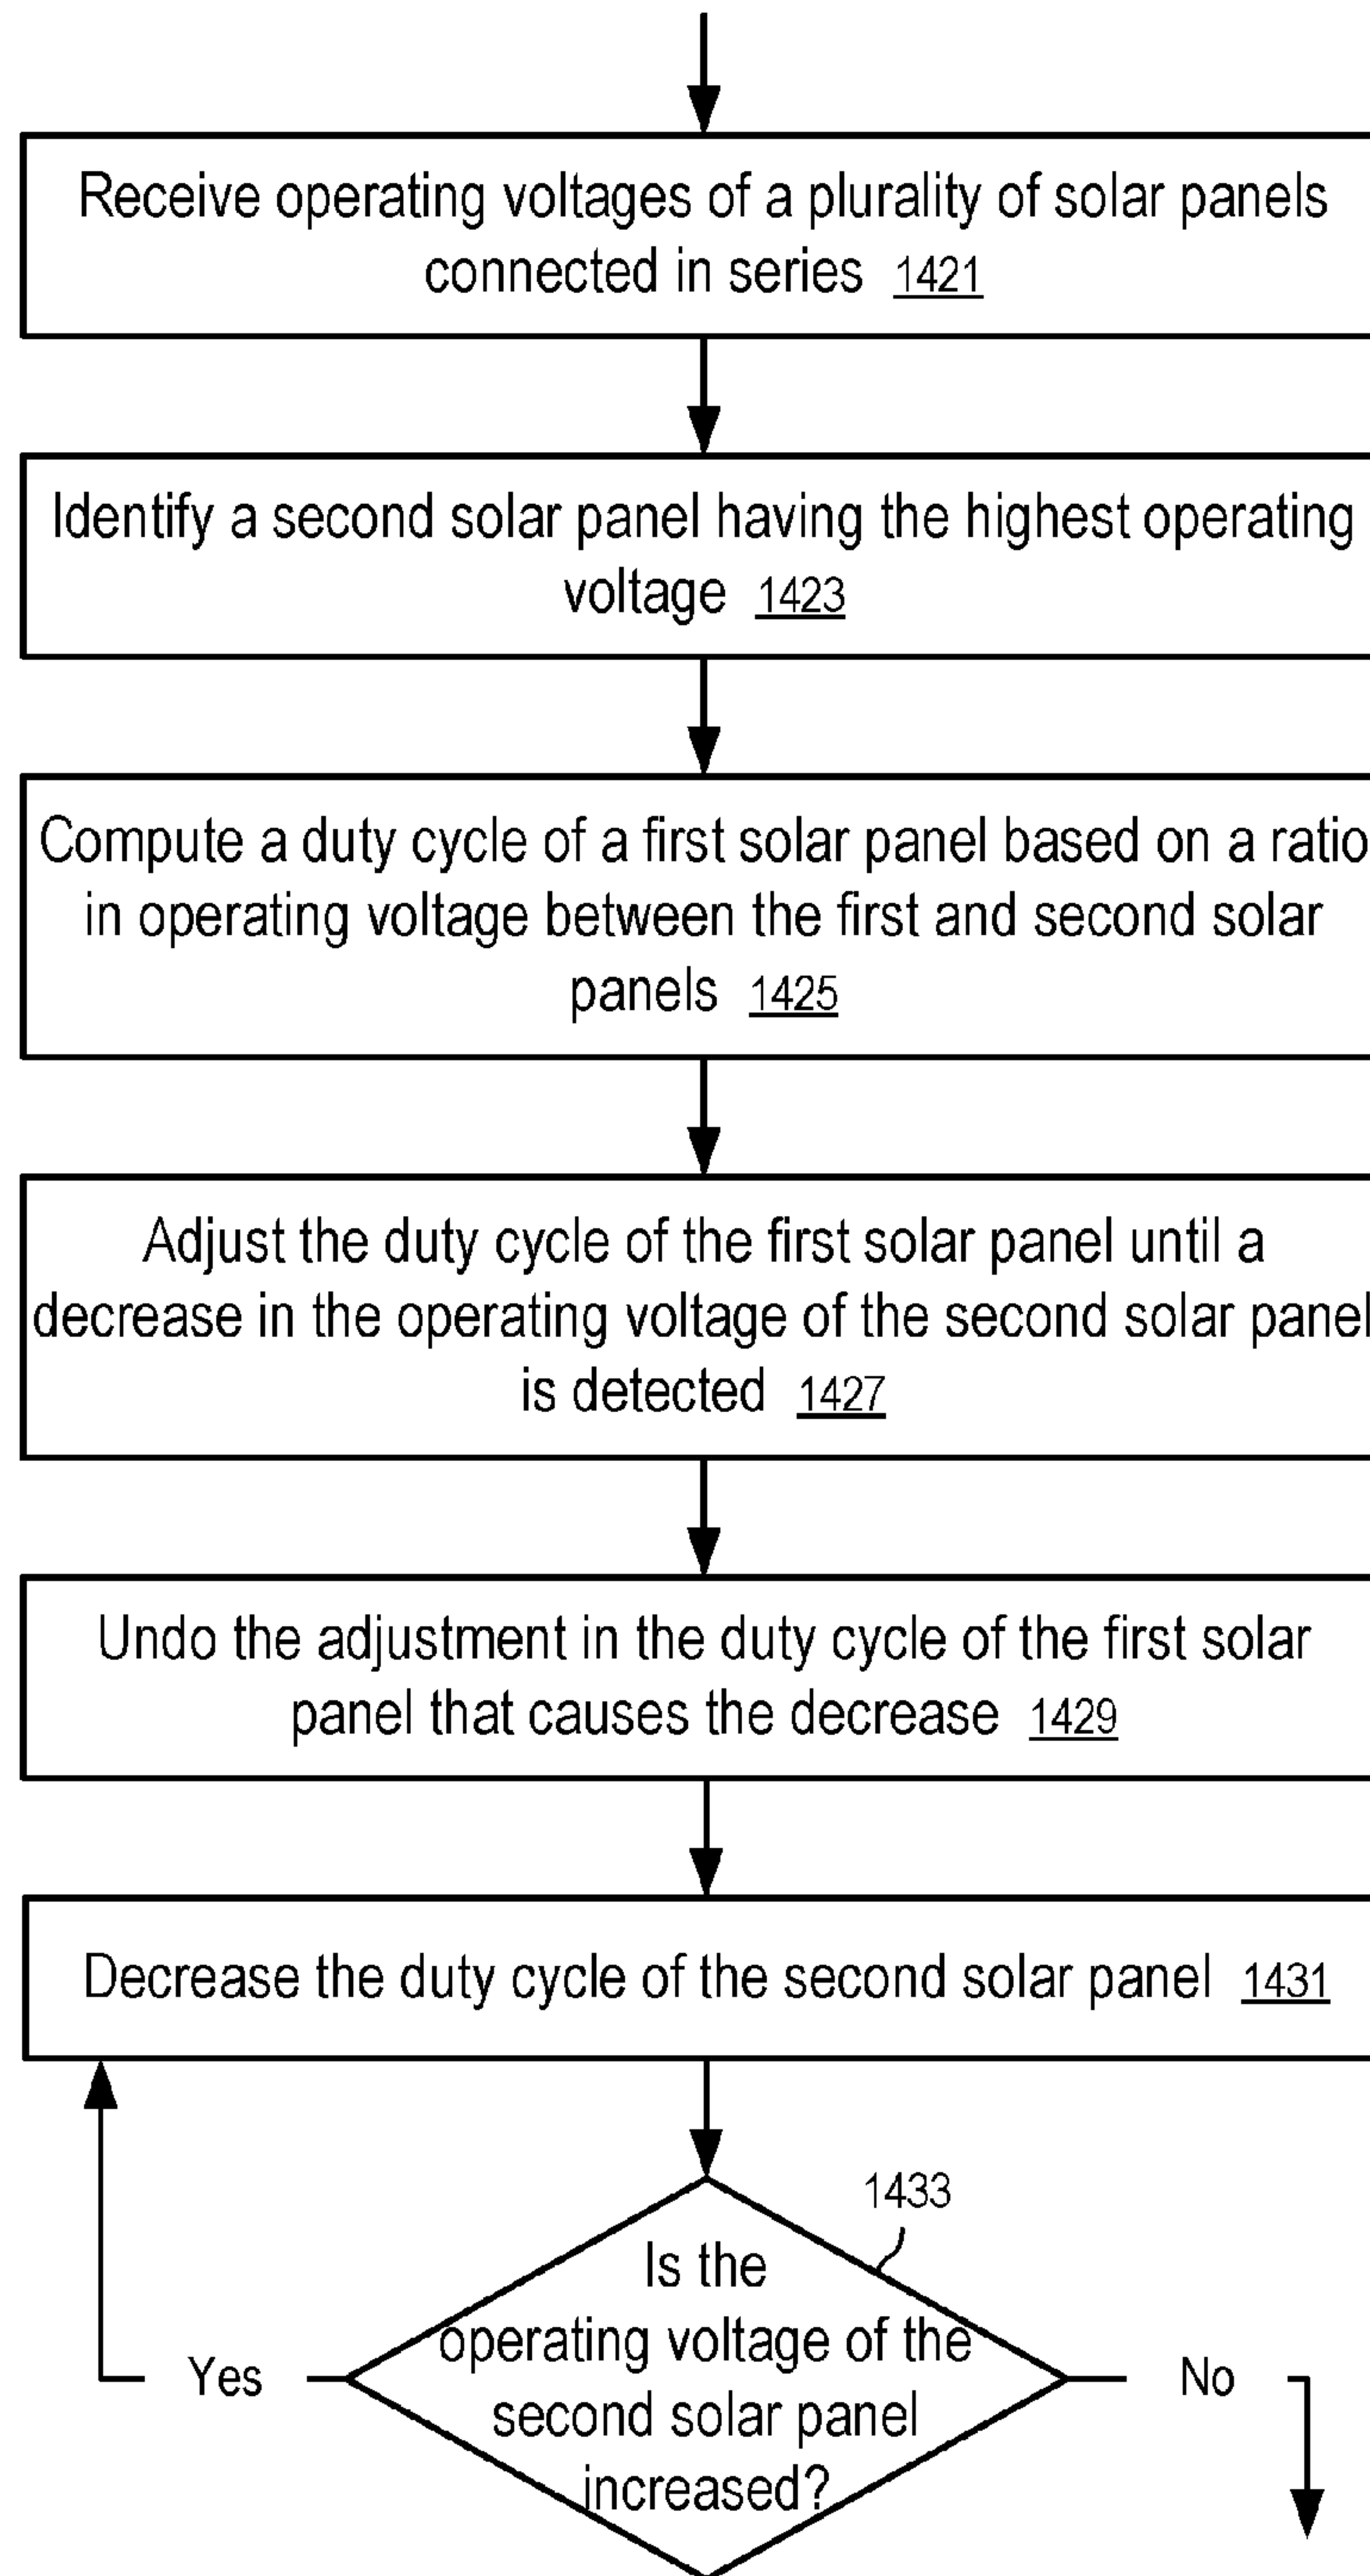 Receive operating voltages of a plurality of solar panels
connected in series 1421
Identify a second solar panel having the highest operating
voltage 1423
Compute a duty cycle of a first solar panel based on a ratio
in operating voltage between the first and second solar
panels 1425
Adjust the duty cycle of the first solar panel until a
decrease in the operating voltage of the second solar panel
is detected 1427
Undo the adjustment in the duty cycle of the first solar
panel that causes the decrease 1429
Decrease the duty cycle of the second solar panel 1431
1433
Is the
operating voltage of the
second solar panel
increased?
Yes
No